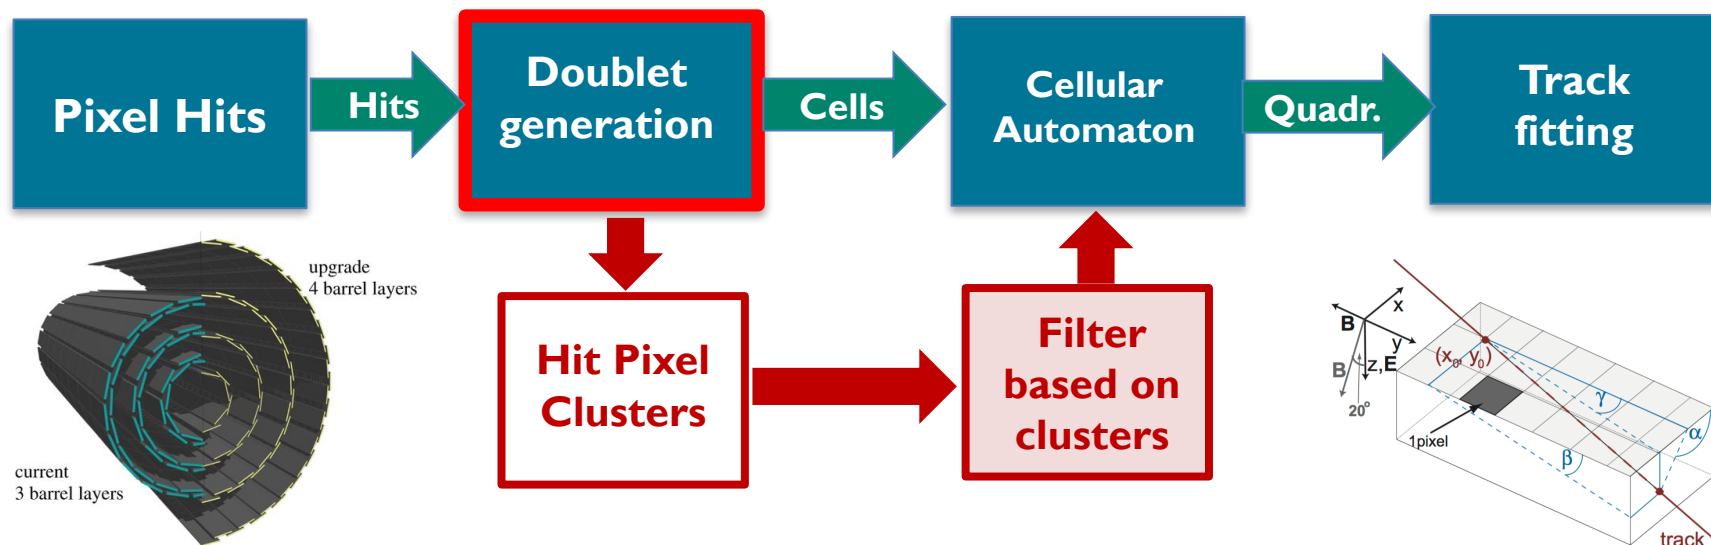 Pixel Hits
Hits
Doublet
generation
Cells
Cellular
Automaton
Quadr.
Track
fitting
upgrade
4 barrel layers
current
3 barrel layers
Hit Pixel
Clusters
Filter
based on
clusters
x
B
y
z,E
B
20°
(x₀, y₀)
1pixel
γ
α
β
track